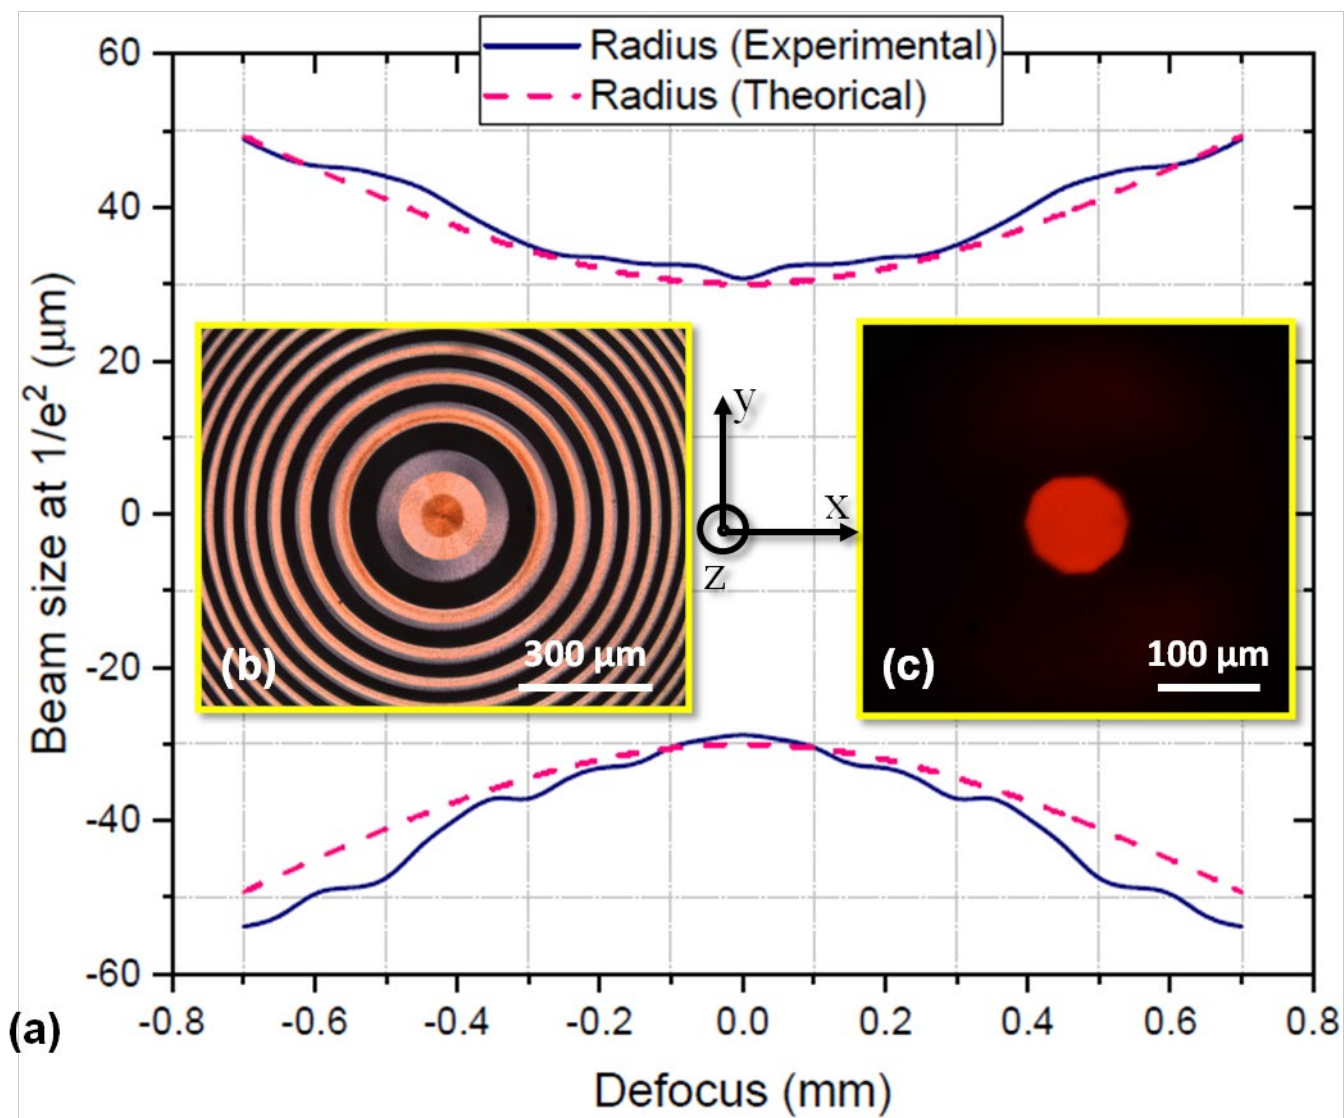 Radius (Experimental)
Radius (Theorical)
60
40
20
0
-20
-40
-60
Beam size at 1/e² (µm)
y
x
z
(b)
300 µm
(c)
100 µm
(a)
-0.8 -0.6 -0.4 -0.2 0.0 0.2 0.4 0.6 0.8
Defocus (mm)